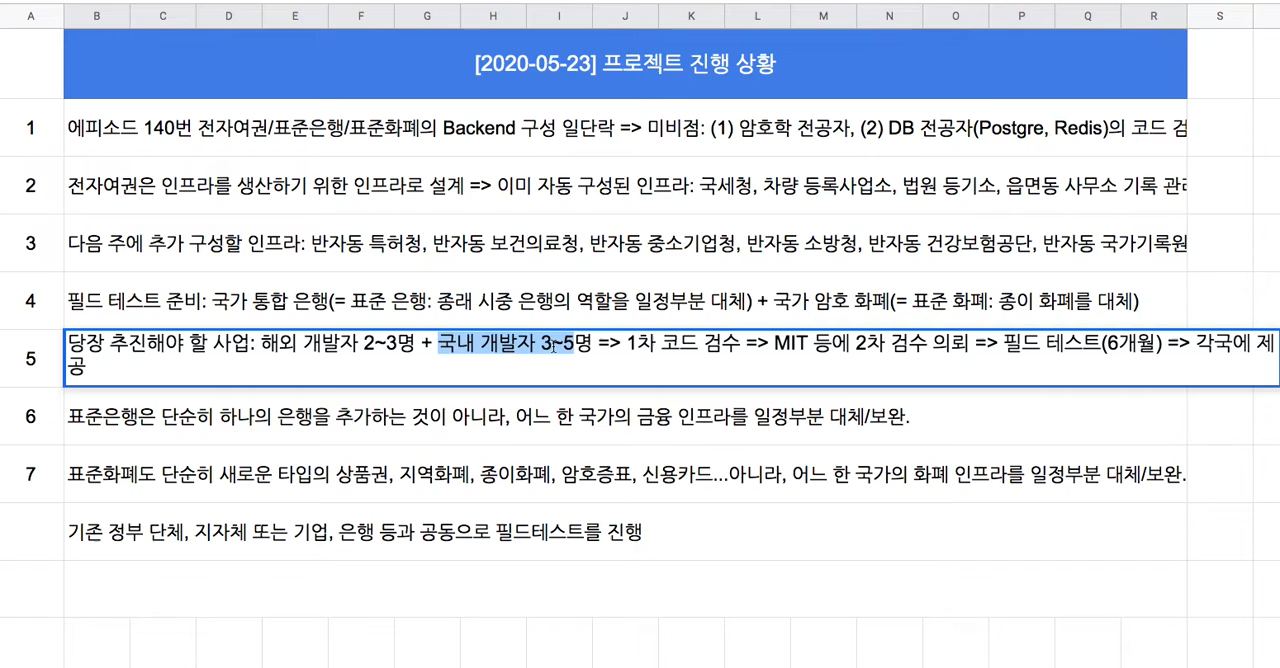 A B C D E F G H I J K L M N O P Q R S
[2020-05-23] 프로젝트 진행 상황
1 에피소드 140번 전자여권/표준은행/표준화폐의 Backend 구성 일단락 => 미비점: (1) 암호학 전공자, (2) DB 전공자(Postgre, Redis)의 코드 검
2 전자여권은 인프라를 생산하기 위한 인프라로 설계 => 이미 자동 구성된 인프라: 국세청, 차량 등록사업소, 법원 등기소, 읍면동 사무소 기록 관
3 다음 주에 추가 구성할 인프라: 반자동 특허청, 반자동 보건의료청, 반자동 중소기업청, 반자동 소방청, 반자동 건강보험공단, 반자동 국가기록원
4 필드 테스트 준비: 국가 통합 은행(= 표준 은행: 종래 시중 은행의 역할을 일정부분 대체) + 국가 암호 화폐(= 표준 화폐: 종이 화폐를 대체)
5 당장 추진해야 할 사업: 해외 개발자 2~3명 + 국내 개발자 3~5명 => 1차 코드 검수 => MIT 등에 2차 검수 의뢰 => 필드 테스트(6개월) => 각국에 제
공
6 표준은행은 단순히 하나의 은행을 추가하는 것이 아니라, 어느 한 국가의 금융 인프라를 일정부분 대체/보완.
7 표준화폐도 단순히 새로운 타입의 상품권, 지역화폐, 종이화폐, 암호증표, 신용카드...아니라, 어느 한 국가의 화폐 인프라를 일정부분 대체/보완.
기존 정부 단체, 지자체 또는 기업, 은행 등과 공동으로 필드테스트를 진행